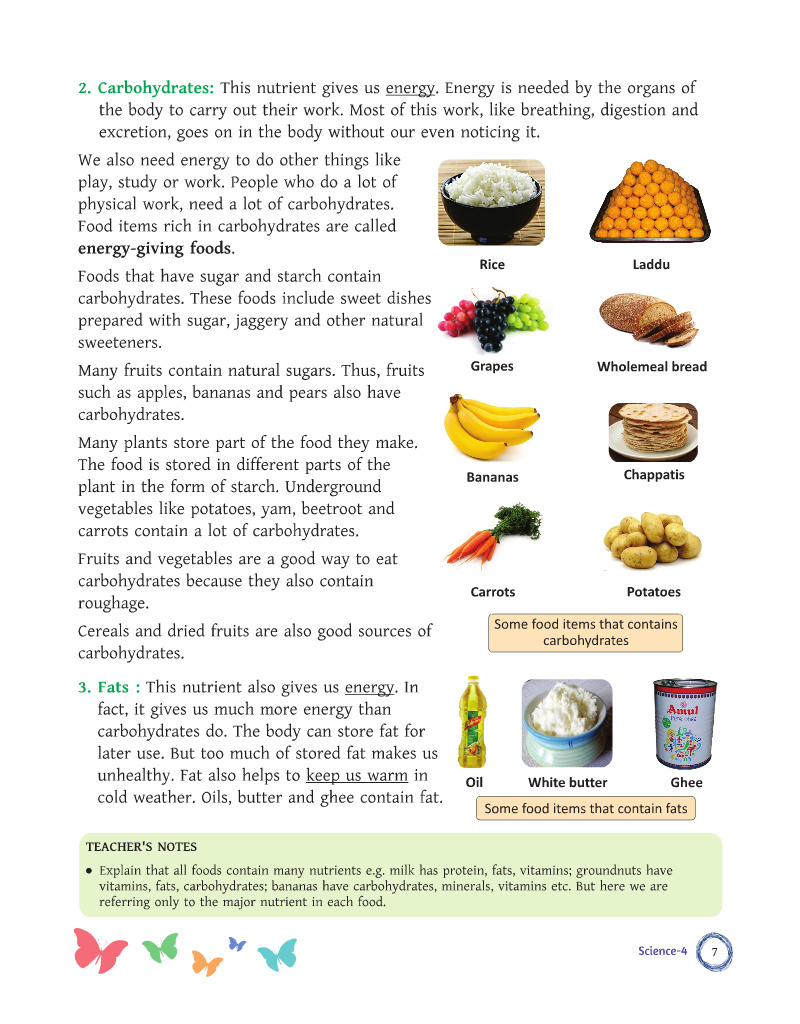 2. Carbohydrates: This nutrient gives us energy. Energy is needed by the organs of
the body to carry out their work. Most of this work, like breathing, digestion and
excretion, goes on in the body without our even noticing it.
We also need energy to do other things like
play, study or work. People who do a lot of
physical work, need a lot of carbohydrates.
Food items rich in carbohydrates are called
energy-giving foods.
Foods that have sugar and starch contain
carbohydrates. These foods include sweet dishes
prepared with sugar, jaggery and other natural
sweeteners.
Many fruits contain natural sugars. Thus, fruits
such as apples, bananas and pears also have
carbohydrates.
Many plants store part of the food they make.
The food is stored in different parts of the
plant in the form of starch. Underground
vegetables like potatoes, yam, beetroot and
carrots contain a lot of carbohydrates.
Fruits and vegetables are a good way to eat
carbohydrates because they also contain
roughage.
Cereals and dried fruits are also good sources of
carbohydrates.
Rice
Laddu
Grapes
Wholemeal bread
Bananas
Chappatis
Carrots
Potatoes
Some food items that contains
carbohydrates
3. Fats : This nutrient also gives us energy. In
fact, it gives us much more energy than
carbohydrates do. The body can store fat for
later use. But too much of stored fat makes us
unhealthy. Fat also helps to keep us warm in
cold weather. Oils, butter and ghee contain fat.
Amul
Oil
White butter
Ghee
Some food items that contain fats
TEACHER'S NOTES
● Explain that all foods contain many nutrients e.g. milk has protein, fats, vitamins; groundnuts have
vitamins, fats, carbohydrates; bananas have carbohydrates, minerals, vitamins etc. But here we are
referring only to the major nutrient in each food.
Science-4
7